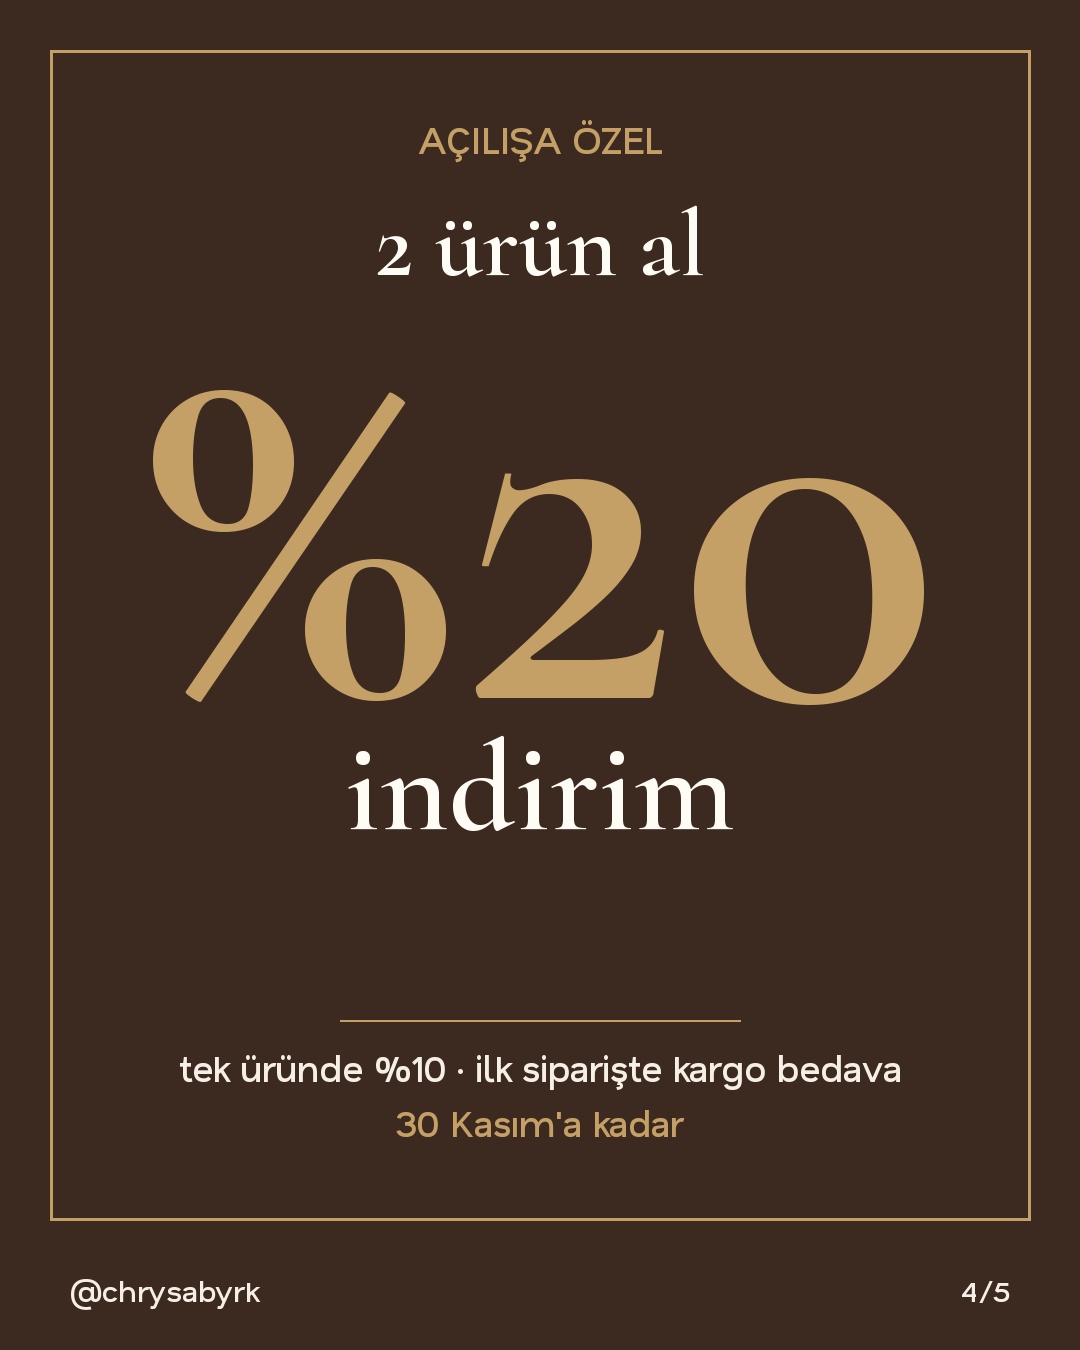 AÇILIŞA ÖZEL
2 ürün al
%20
indirim
tek üründe %10 · ilk siparişte kargo bedava
30 Kasım'a kadar
@chrysabyrk
4/5